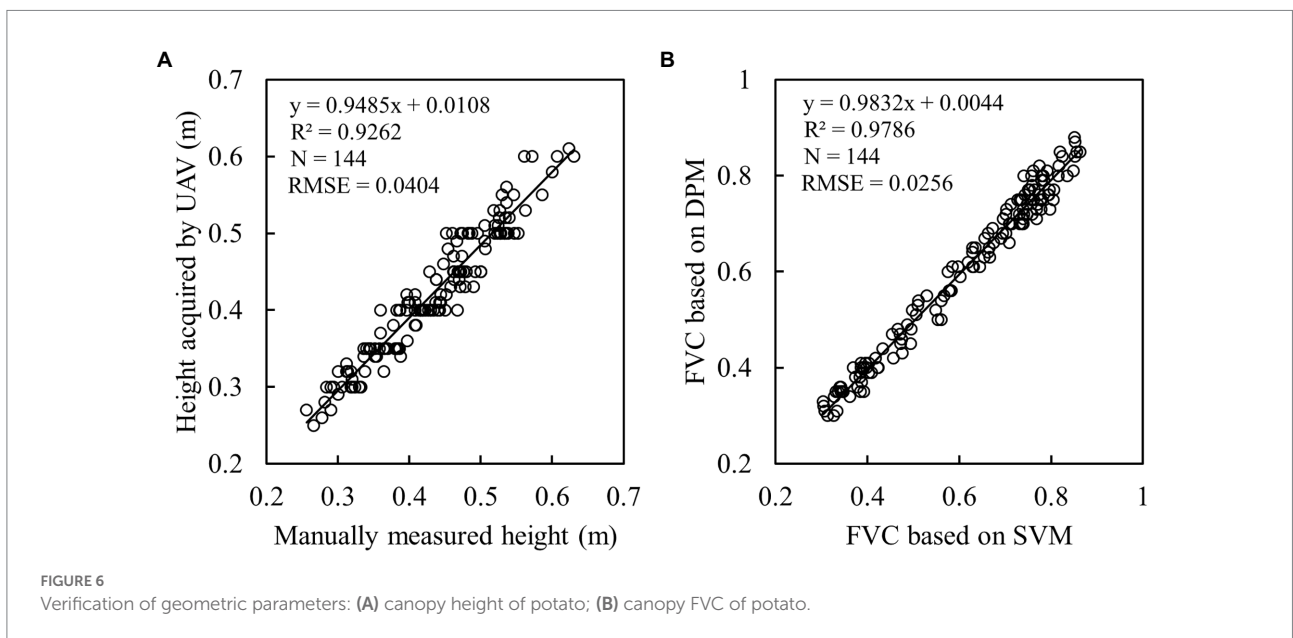 A
0.7
0.6
0.5
0.4
0.3
0.2
Height acquired by UAV (m)
y = 0.9485x + 0.0108
R² = 0.9262
N = 144
RMSE = 0.0404
0.2 0.3 0.4 0.5 0.6 0.7
Manually measured height (m)
B
1
0.8
0.6
0.4
0.2
FVC based on DPM
y = 0.9832x + 0.0044
R² = 0.9786
N = 144
RMSE = 0.0256
0.2 0.4 0.6 0.8 1
FVC based on SVM
FIGURE 6
Verification of geometric parameters: (A) canopy height of potato; (B) canopy FVC of potato.